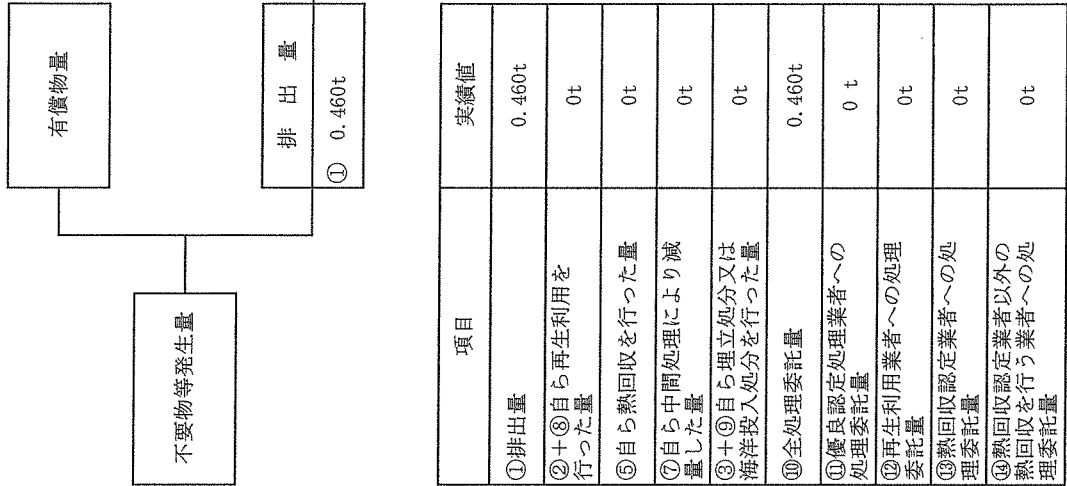 不要物等発生量
有償物量
排 出 量
① 0.460t
項目
実績値
①排出量
0.460t
②+⑧自ら再生利用を
行った量
0t
⑤自ら熱回収を行った量
0t
⑦自ら中間処理により減
量した量
0t
③+⑨自ら埋立処分又は
海洋投入処分を行った量
0t
⑩全処理委託量
0.460t
⑪優良認定処理業者への
処理委託量
0 t
⑫再生利用業者への処理
委託量
0t
⑬熱回収認定業者への処
理委託量
0t
⑭熱回収認定業者以外の
熱回収を行う業者への処
理委託量
0t